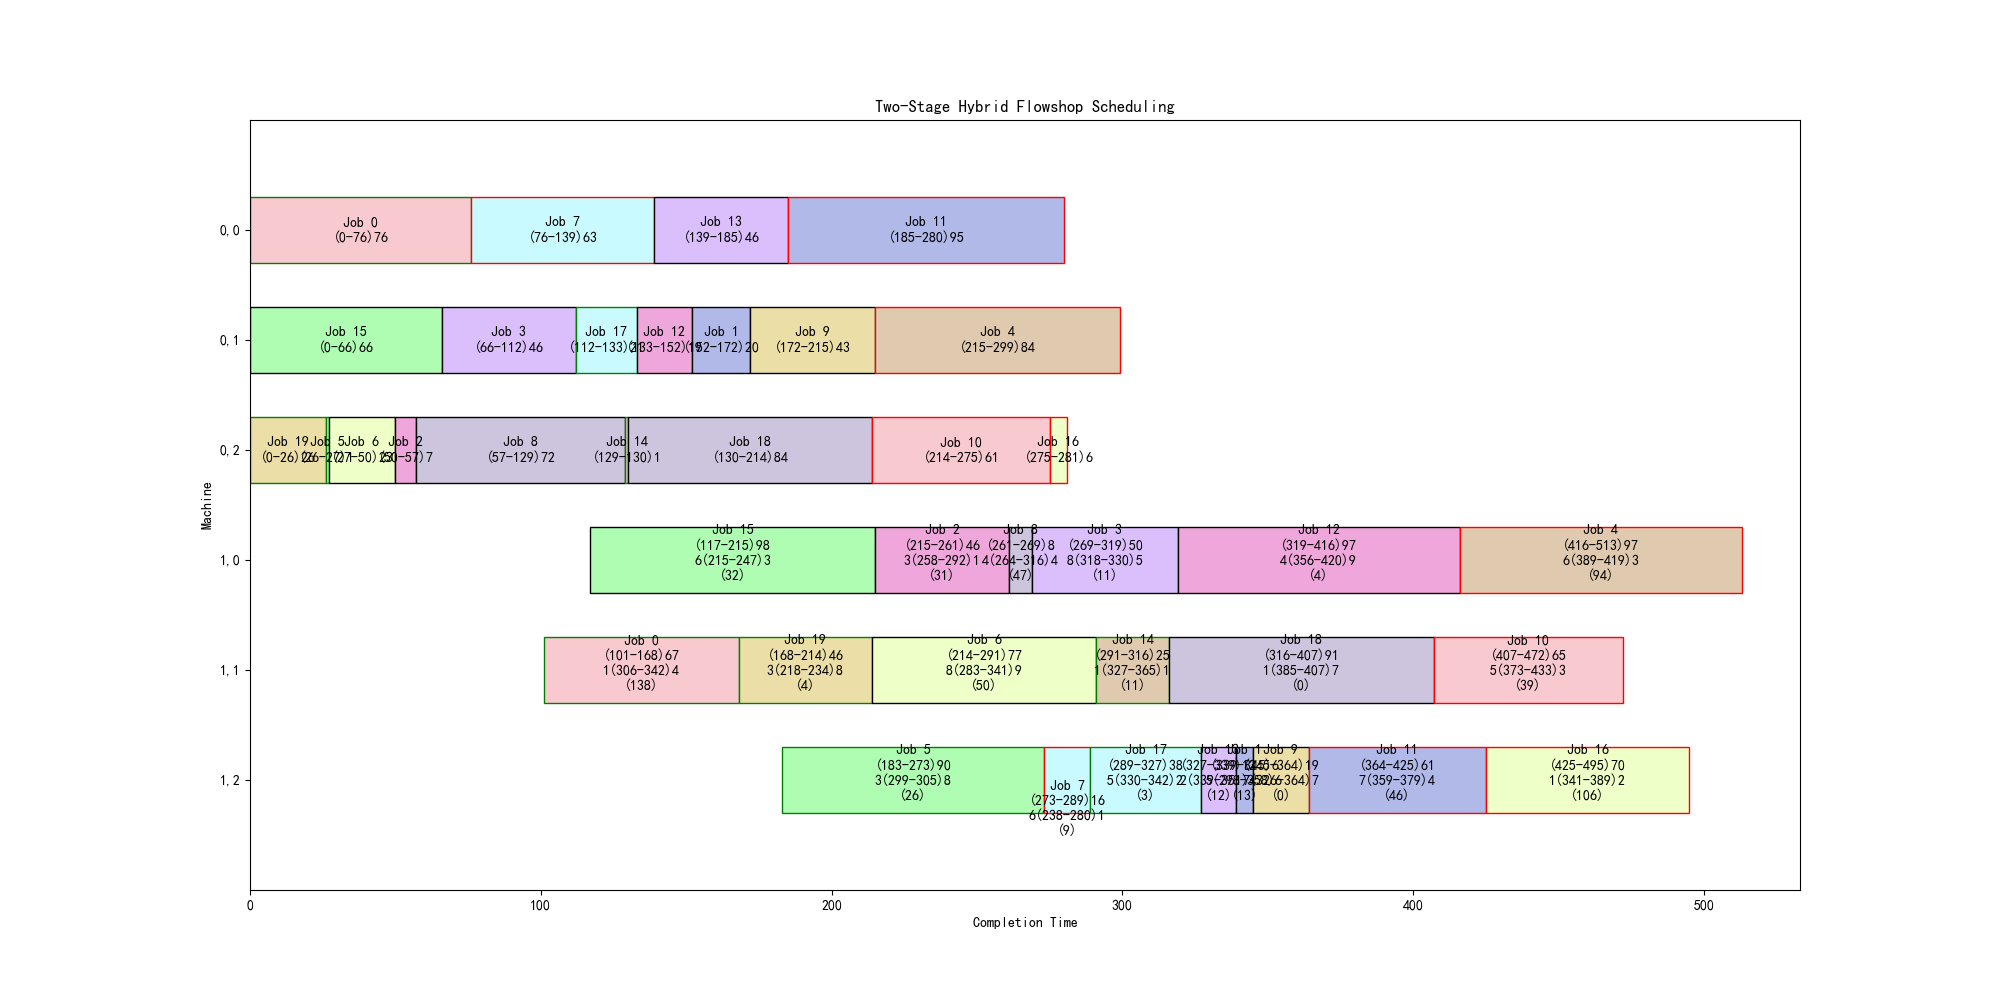 Two-Stage Hybrid Flowshop Scheduling
Machine
0,0
Job 0
(0-76)76
Job 7
(76-139)63
Job 13
(139-185)46
Job 11
(185-280)95
0,1
Job 15
(0-66)66
Job 3
(66-112)46
Job 17
(112-133)21
Job 12
(133-152)19
Job 1
(152-172)20
Job 9
(172-215)43
Job 4
(215-299)84
0,2
Job 19
(0-26)26
Job 5
(26-27)1
Job 6
(27-50)23
Job 2
(50-57)7
Job 8
(57-129)72
Job 14
(129-130)1
Job 18
(130-214)84
Job 10
(214-275)61
Job 16
(275-281)6
1,0
Job 15
(117-215)98
6(215-247)3
(32)
Job 2
(215-261)46
3(258-292)1
(31)
Job 8
(261-269)8
4(264-316)4
(47)
Job 3
(269-319)50
8(318-330)5
(11)
Job 12
(319-416)97
4(356-420)9
(4)
Job 4
(416-513)97
6(389-419)3
(94)
1,1
Job 0
(101-168)67
1(306-342)4
(138)
Job 19
(168-214)46
3(218-234)8
(4)
Job 6
(214-291)77
8(283-341)9
(50)
Job 14
(291-316)25
1(327-365)1
(11)
Job 18
(316-407)91
1(385-407)7
(0)
Job 10
(407-472)65
5(373-433)3
(39)
1,2
Job 5
(183-273)90
3(299-305)8
(26)
Job 7
(273-289)16
6(238-280)1
(9)
Job 17
(289-327)38
5(330-342)2
(3)
Job 13
(327-339)12
(12)
Job 1
(339-345)6
(13)
Job 9
(345-364)19
(0)
Job 11
(364-425)61
7(359-379)4
(46)
Job 16
(425-495)70
1(341-389)2
(106)
0
100
200
300
400
500
Completion Time